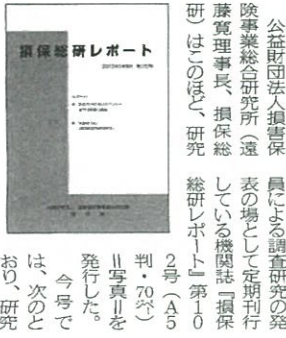 公益財団法人損害保
険事業総合研究所（遠
藤寛理事長、損保総
研）はこのほど、研究
員による調査研究の発
表の場として定期刊行
している機関誌『損保
総研レポート』第１０
２号（Ａ５
判・70㌻）
＝写真＝を
発行した。
今号で
は、次のと
おり、研究
損保総研レポート